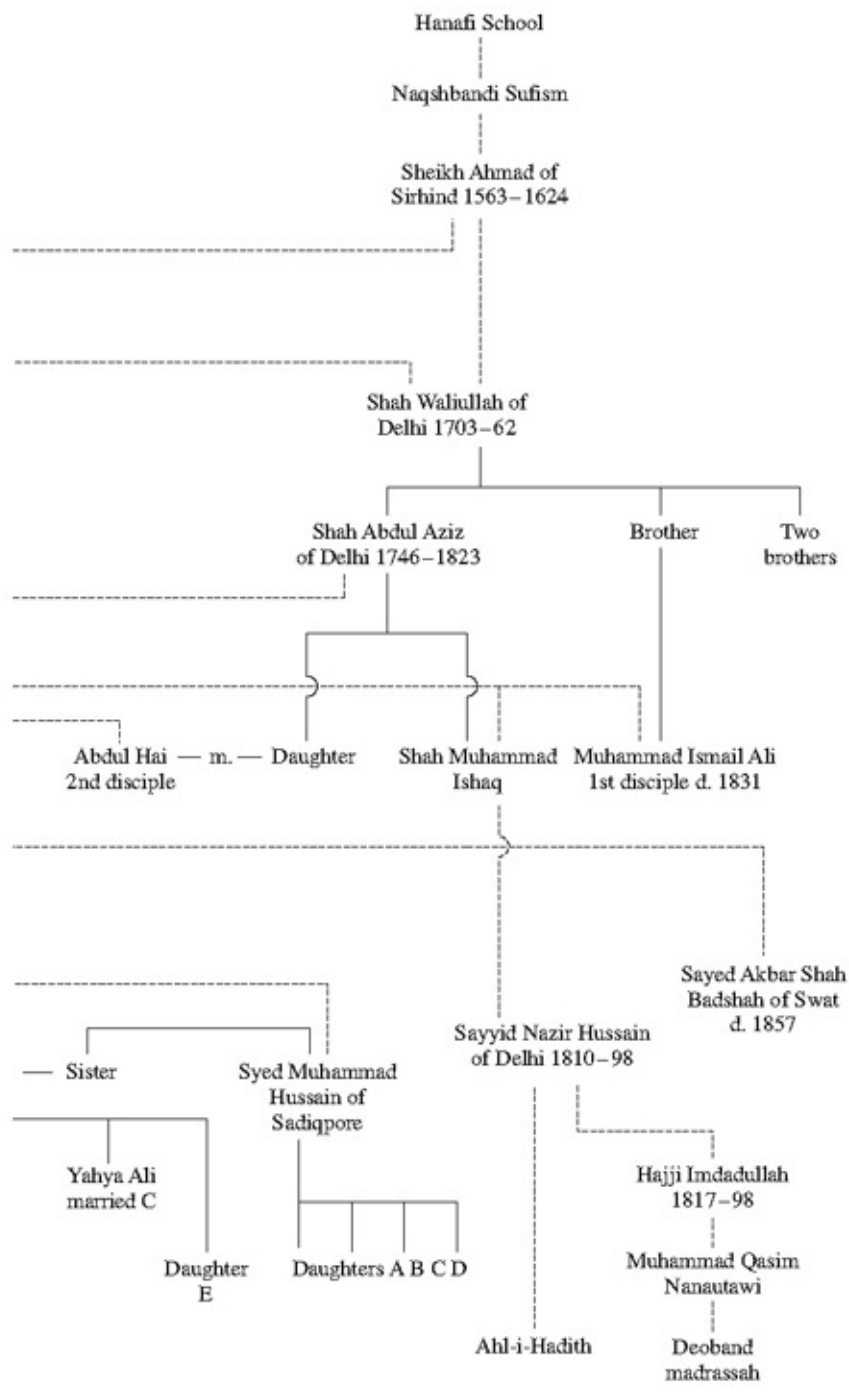 Hanafi School
Naqshbandi Sufism
Sheikh Ahmad of
Sirhind 1563–1624
Shah Waliullah of
Delhi 1703–62
Shah Abdul Aziz
of Delhi 1746–1823
Brother
Two
brothers
Abdul Hai — m. — Daughter
2nd disciple
Shah Muhammad
Ishaq
Muhammad Ismail Ali
1st disciple d. 1831
Sayed Akbar Shah
Badshah of Swat
d. 1857
Sayyid Nazir Hussain
of Delhi 1810–98
— Sister
Syed Muhammad
Hussain of
Sadiqpore
Yahya Ali
married C
Hajji Imdadullah
1817–98
Daughter
E
Daughters A B C D
Muhammad Qasim
Nanautawi
Ahl-i-Hadith
Deoband
madrassah